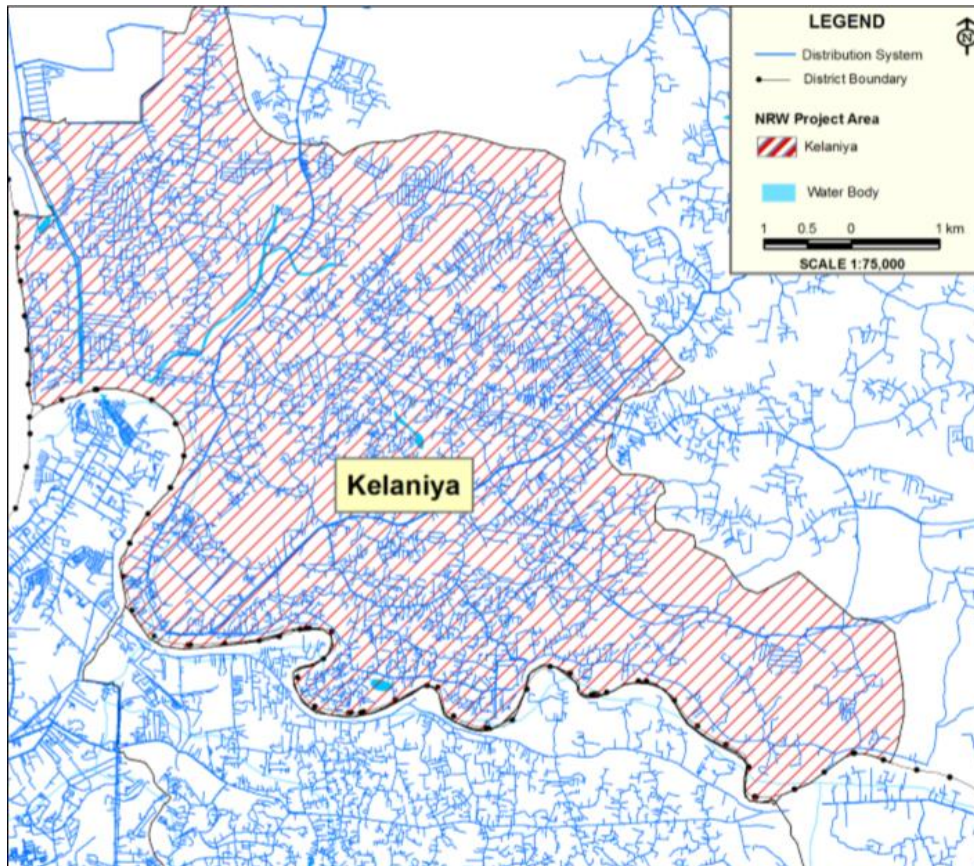 LEGEND
N
Distribution System
District Boundary
NRW Project Area
Kelaniya
Water Body
1 0.5 0 1 km
SCALE 1:75,000
Kelaniya